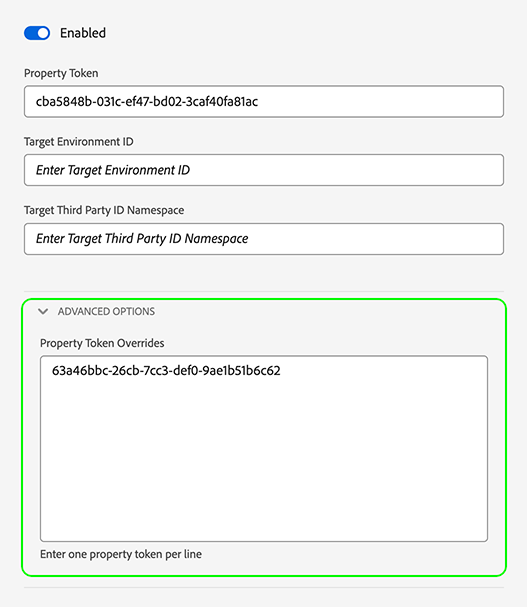 Enabled
Property Token
cba5848b-031c-ef47-bd02-3caf40fa81ac
Target Environment ID
Enter Target Environment ID
Target Third Party ID Namespace
Enter Target Third Party ID Namespace
ADVANCED OPTIONS
Property Token Overrides
63a46bbc-26cb-7cc3-def0-9ae1b51b6c62
Enter one property token per line